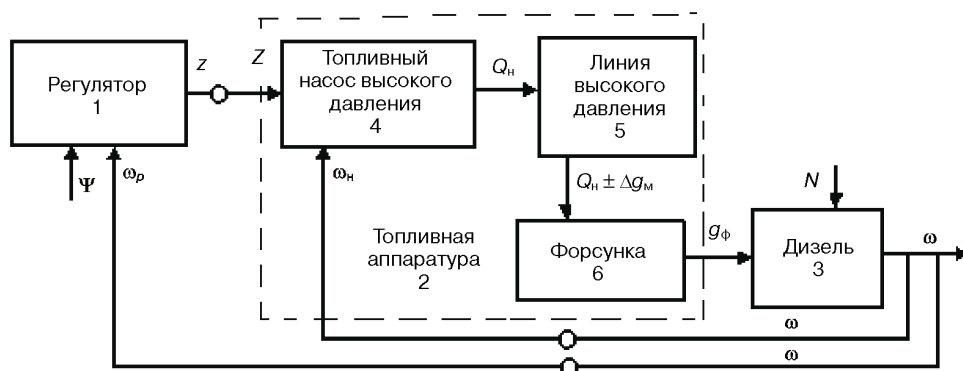 Регулятор
1
z
Z
Топливный
насос высокого
давления
4
Qн
Линия
высокого
давления
5
Ψ
ωр
ωн
Qн ± Δgм
Топливная
аппаратура
2
Форсунка
6
gф
N
Дизель
3
ω
ω
ω